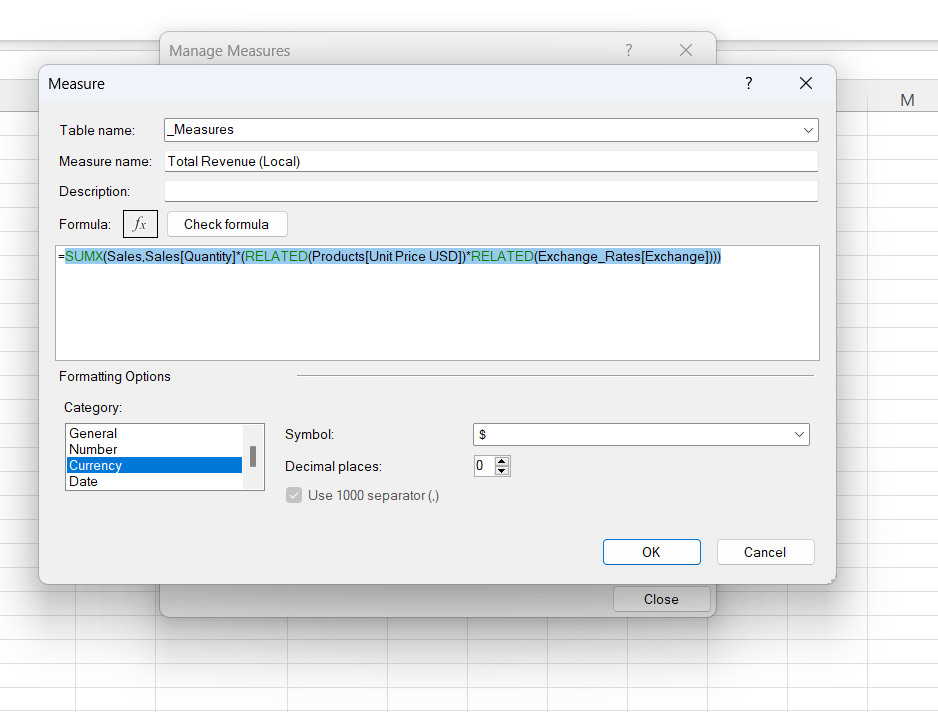 Manage Measures ?
Measure ?
M
Table name: _Measures
Measure name: Total Revenue (Local)
Description:
Formula: fx Check formula
=SUMX(Sales,Sales[Quantity]*(RELATED(Products[Unit Price USD])*RELATED(Exchange_Rates[Exchange])))
Formatting Options
Category:
General
Number
Currency
Date
Symbol: $
Decimal places: 0
Use 1000 separator (,)
OK Cancel
Close